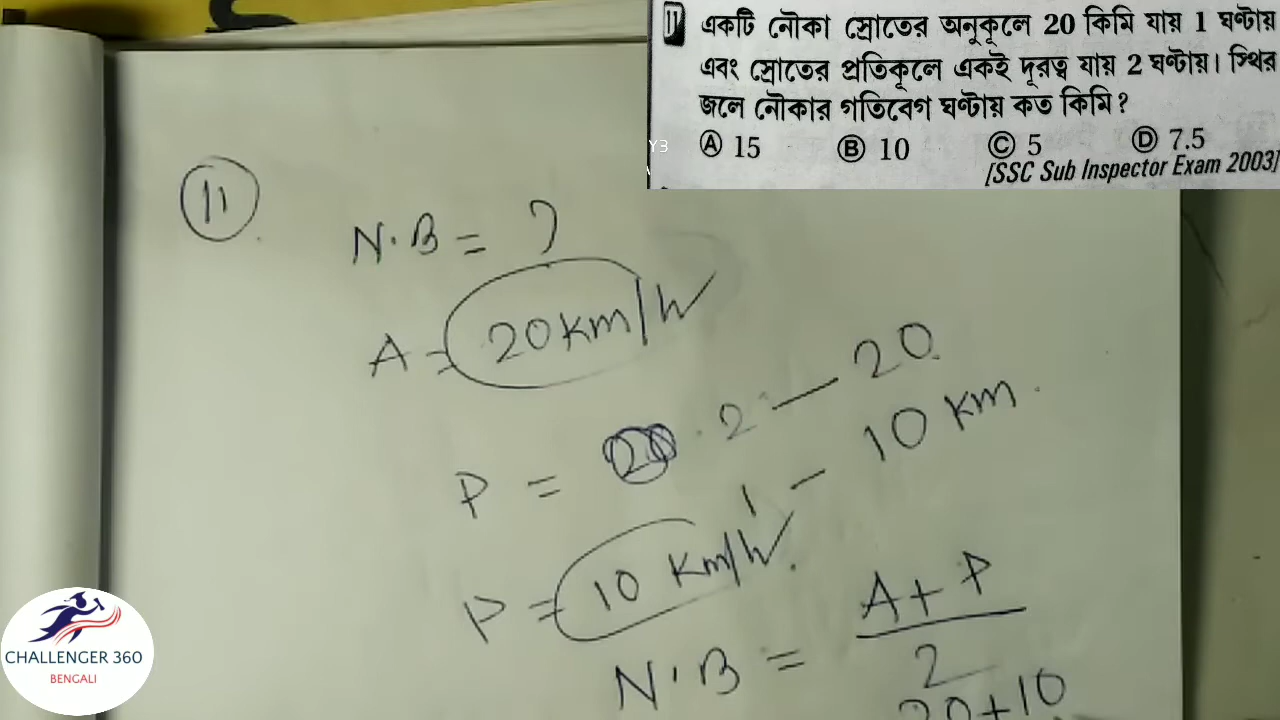 11 একটি নৌকা স্রোতের অনুকূলে 20 কিমি যায় 1 ঘণ্টায়
এবং স্রোতের প্রতিকূলে একই দূরত্ব যায় 2 ঘণ্টায়। স্থির
জলে নৌকার গতিবেগ ঘণ্টায় কত কিমি?
Ⓐ 15 Ⓑ 10 Ⓒ 5 Ⓓ 7.5
[SSC Sub Inspector Exam 2003]
Y3
11
N.B = ?
A = 20km/h
P = 2 — 20
1 — 10 km
P = 10 km/h.
N.B = A+P
2
20+10
CHALLENGER 360
BENGALI